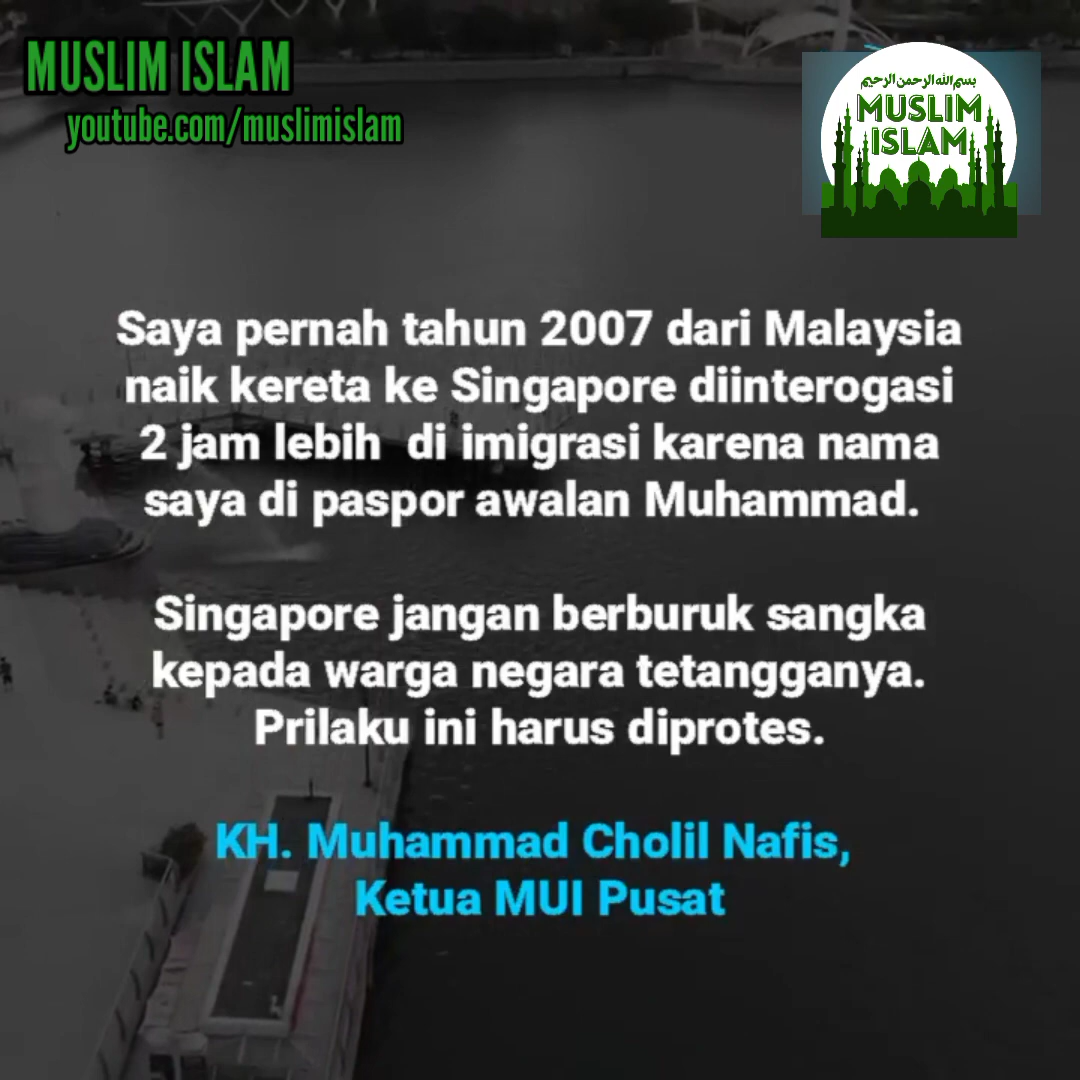 MUSLIM ISLAM
youtube.com/muslimislam
بسم الله الرحمن الرحيم
MUSLIM
ISLAM
Saya pernah tahun 2007 dari Malaysia
naik kereta ke Singapore diinterogasi
2 jam lebih di imigrasi karena nama
saya di paspor awalan Muhammad.
Singapore jangan berburuk sangka
kepada warga negara tetangganya.
Prilaku ini harus diprotes.
KH. Muhammad Cholil Nafis,
Ketua MUI Pusat